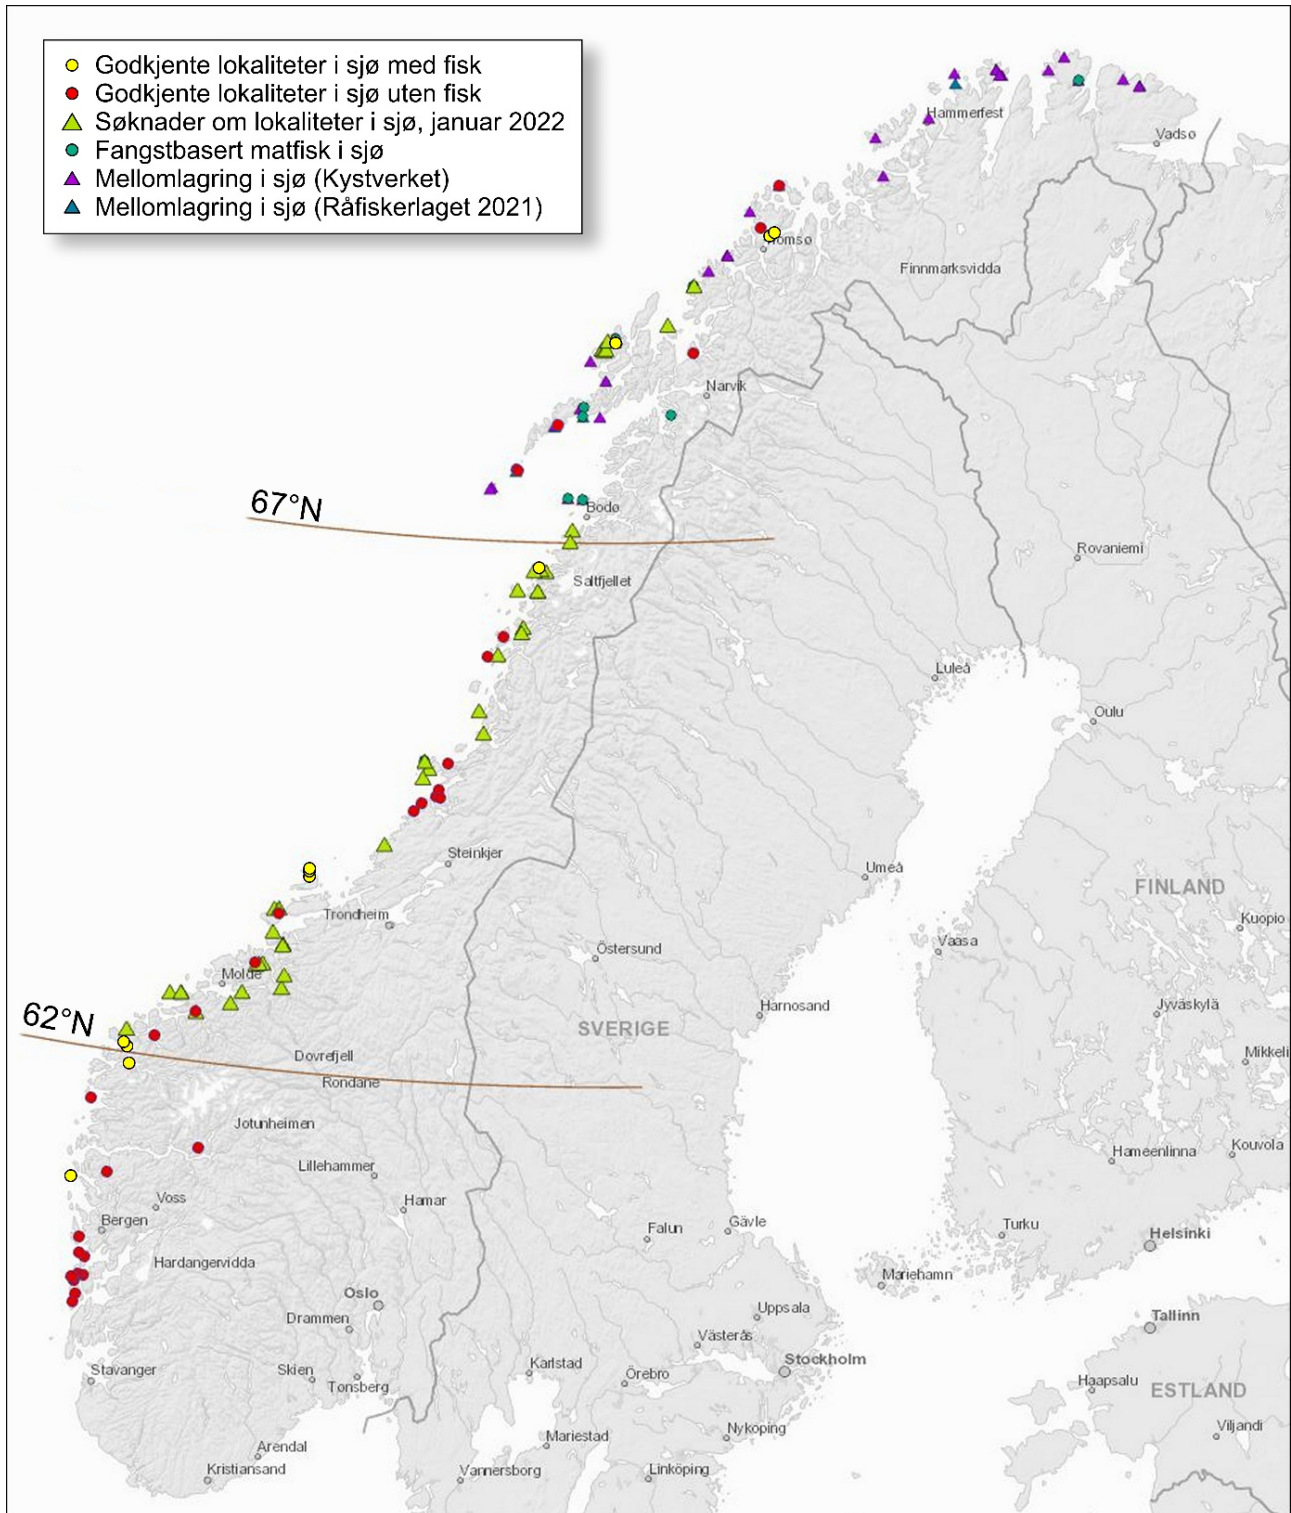 Godkjente lokaliteter i sjø med fisk
Godkjente lokaliteter i sjø uten fisk
Søknader om lokaliteter i sjø, januar 2022
Fangstbasert matfisk i sjø
Mellomlagring i sjø (Kystverket)
Mellomlagring i sjø (Råfiskerlaget 2021)
Hammerfest
Vadsø
Tromsø
Finnmarksvidda
Narvik
67°N
Bodø
Rovaniemi
Saltfjellet
Luleå
Oulu
Steinkjer
Umeå
FINLAND
Trondheim
Kuopio
Vaasa
Östersund
Molde
Harnosand
Jyväskylä
62°N
SVERIGE
Dovrefjell
Mikkeli
Rondane
Jotunheimen
Kouvola
Hameenlinna
Lillehammer
Voss
Hamar
Bergen
Falun
Gävle
Turku
Helsinki
Hardangervidda
Mariehamn
Oslo
Uppsala
Drammen
Tallinn
Västerås
Stavanger
Skien
Karlstad
Stockholm
Örebro
Tønsberg
Haapsalu
ESTLAND
Nykoping
Viljandi
Mariestad
Arendal
Kristiansand
Vannersborg
Linköping